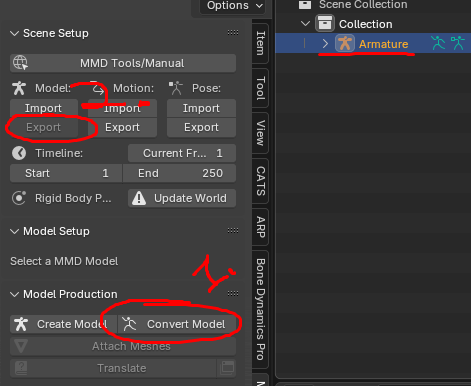 Options
Scene Collection
Scene Setup
Collection
Armature
MMD Tools/Manual
Model:
Motion:
Pose:
Import
Import
Import
Export
Export
Export
Timeline:
Current Fr... 1
Start 1
End 250
Rigid Body P...
Update World
Model Setup
Select a MMD Model
Model Production
Create Model
Convert Model
Attach Meshes
Translate
Item
Tool
View
CATS
ARP
Bone Dynamics Pro